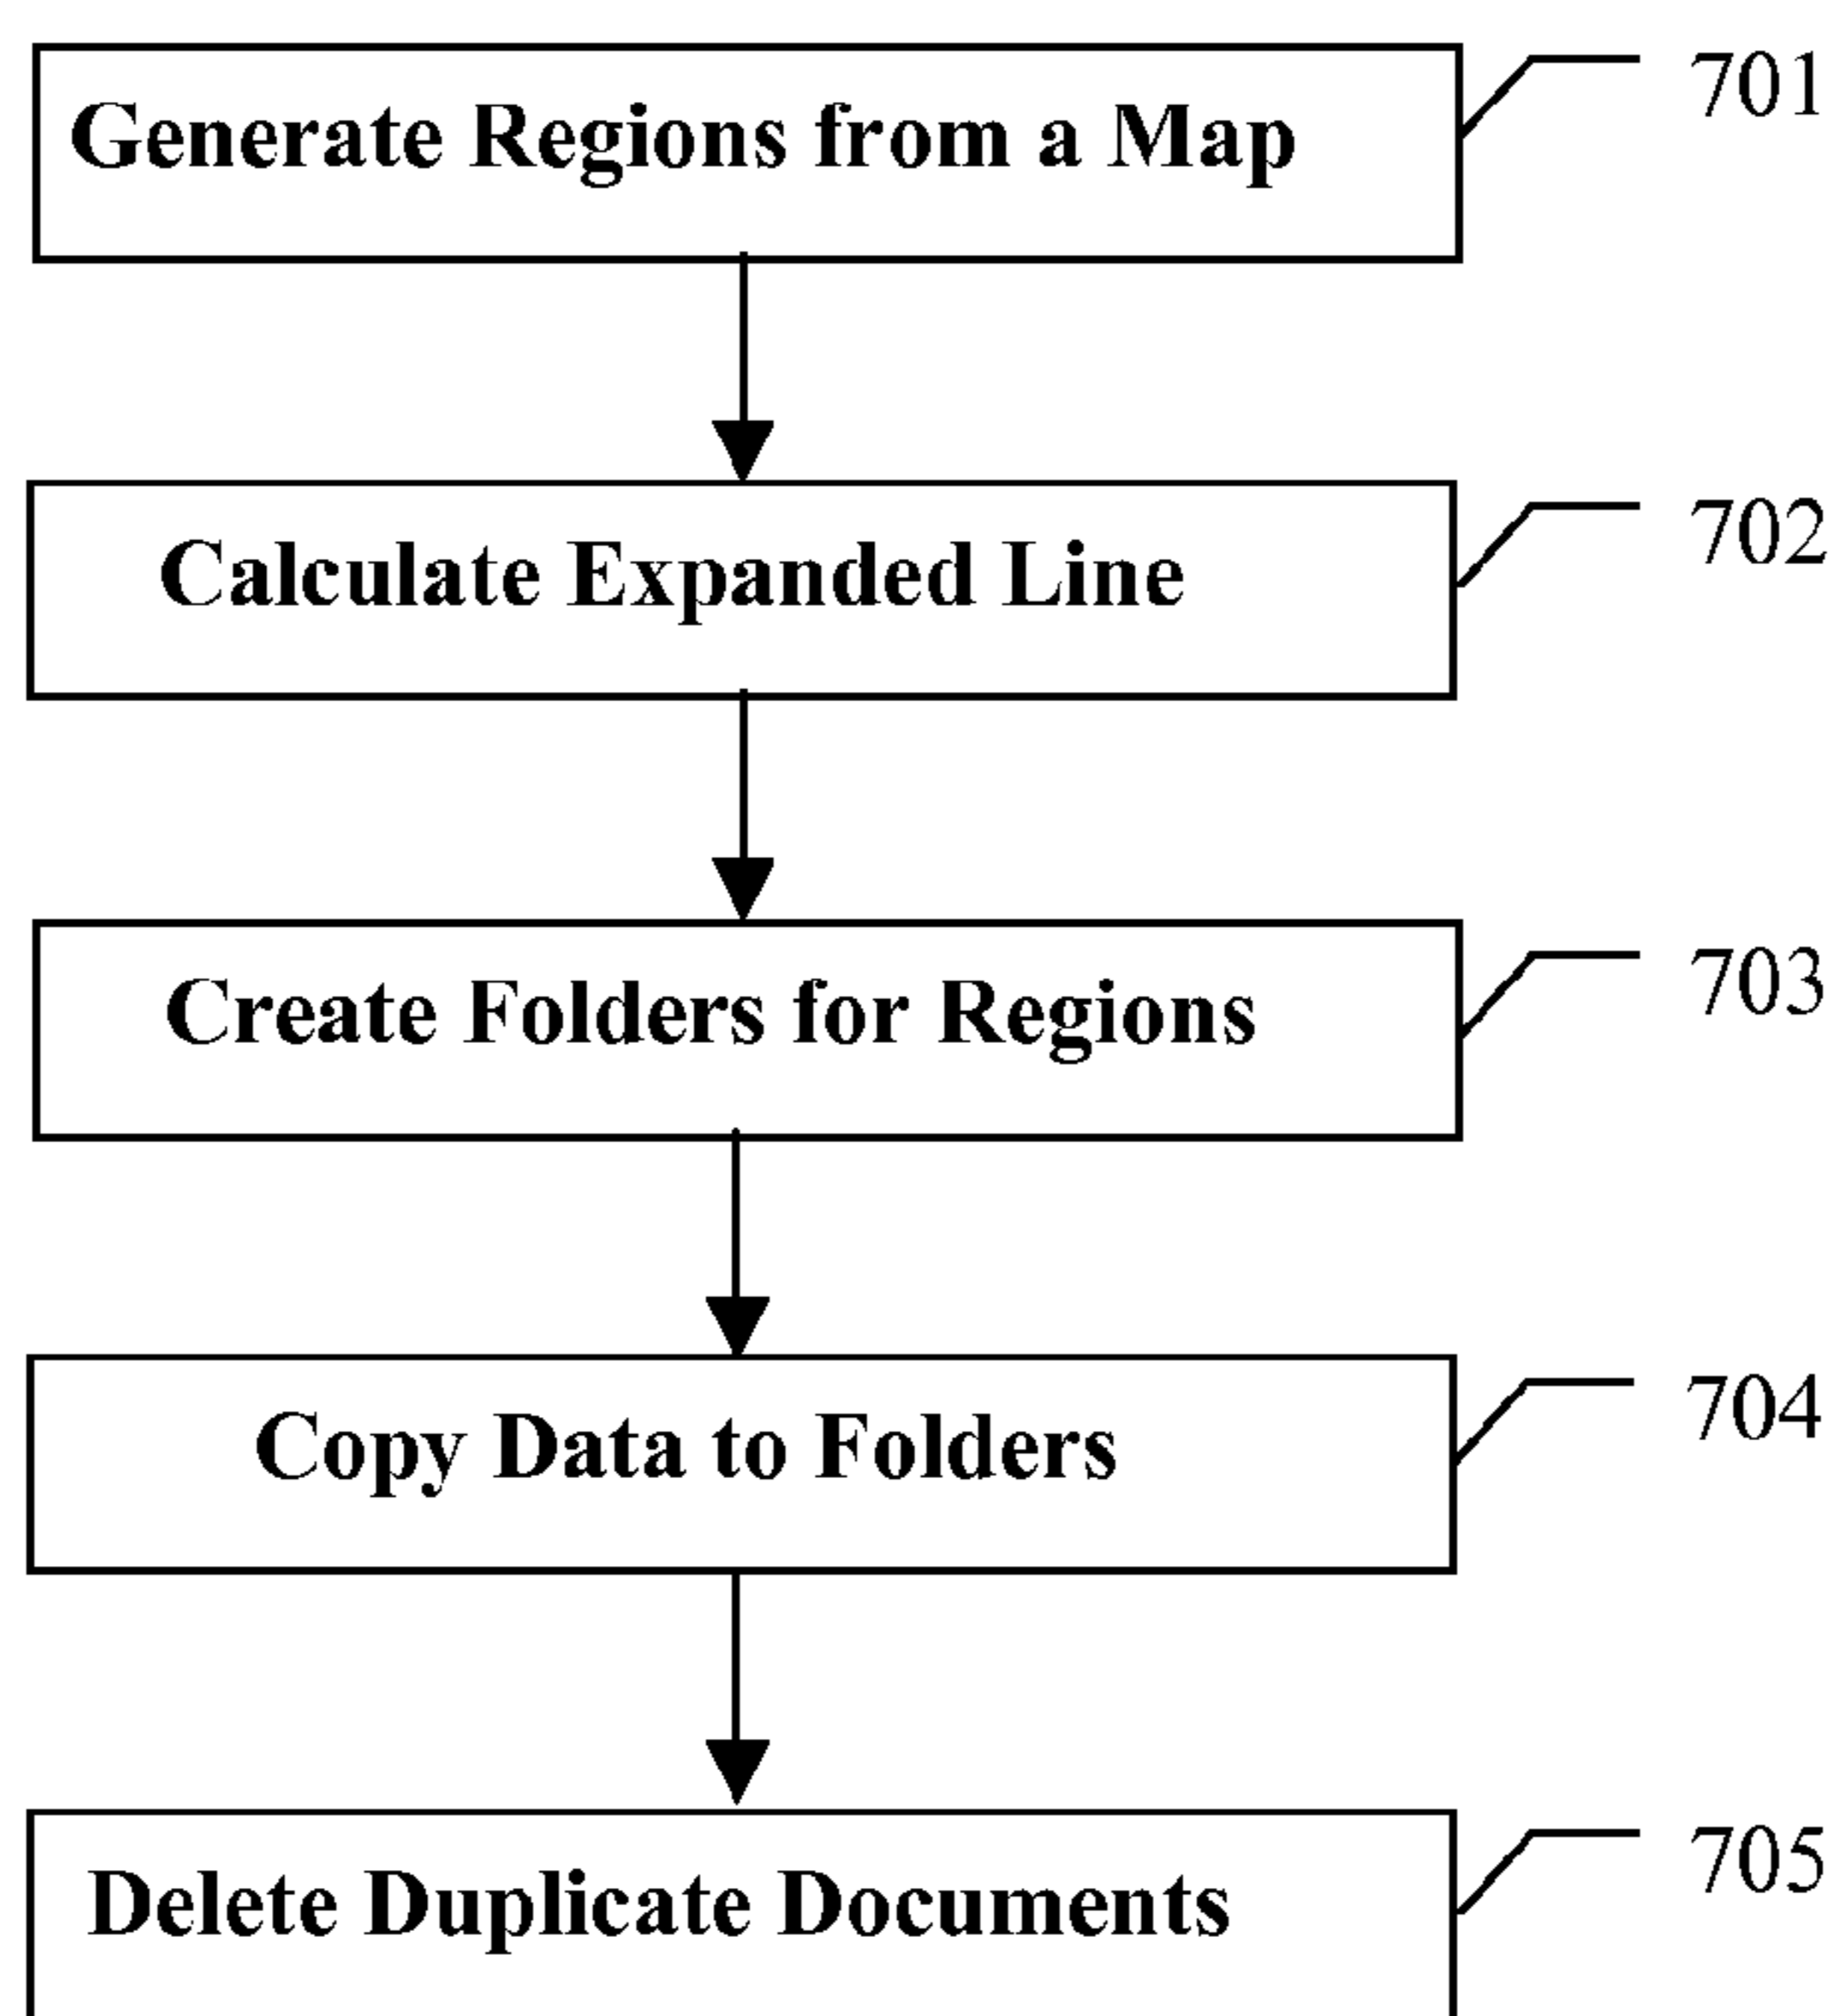 Generate Regions from a Map
701
Calculate Expanded Line
702
Create Folders for Regions
703
Copy Data to Folders
704
Delete Duplicate Documents
705